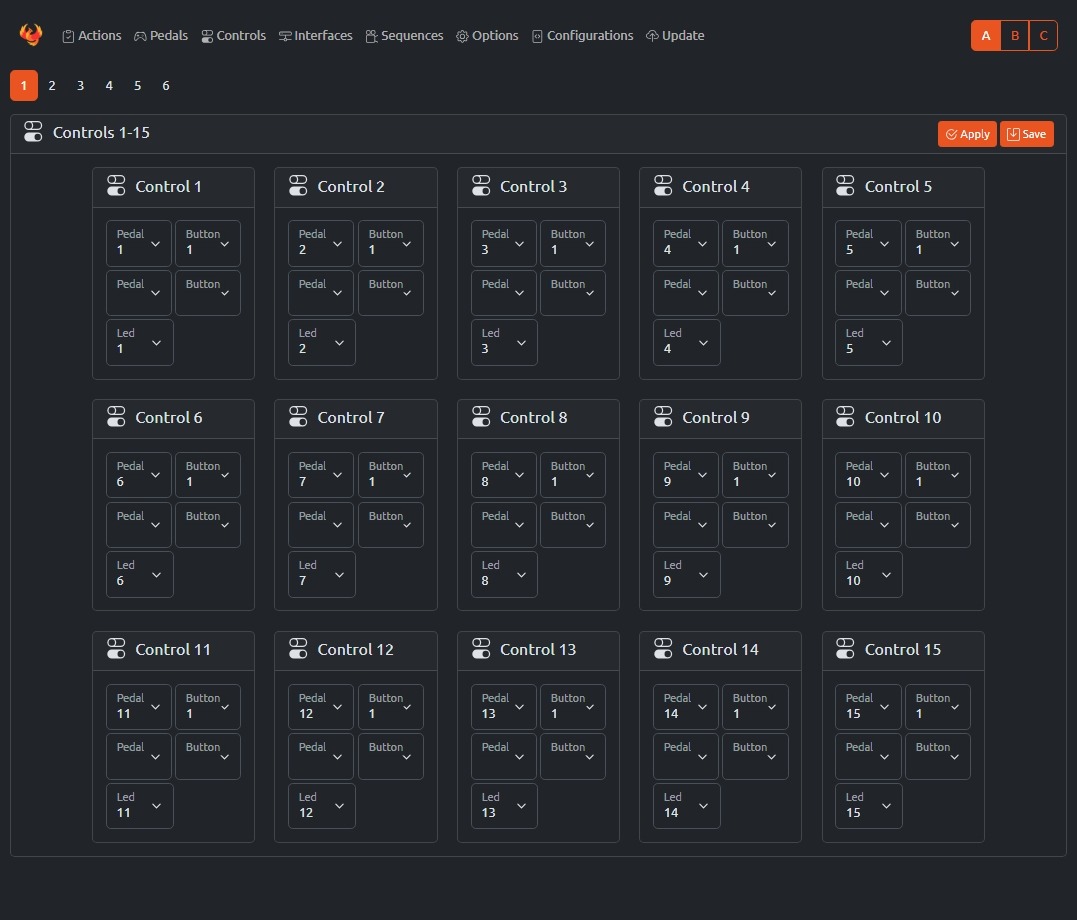 Actions Pedals Controls Interfaces Sequences Options Configurations Update A B C
1 2 3 4 5 6
Controls 1-15 Apply Save
Control 1 Control 2 Control 3 Control 4 Control 5
Pedal Button Pedal Button Pedal Button Pedal Button Pedal Button
1 1 2 1 3 1 4 1 5 1
Pedal Button Pedal Button Pedal Button Pedal Button Pedal Button
Led Led Led Led Led
1 2 3 4 5
Control 6 Control 7 Control 8 Control 9 Control 10
Pedal Button Pedal Button Pedal Button Pedal Button Pedal Button
6 1 7 1 8 1 9 1 10 1
Pedal Button Pedal Button Pedal Button Pedal Button Pedal Button
Led Led Led Led Led
6 7 8 9 10
Control 11 Control 12 Control 13 Control 14 Control 15
Pedal Button Pedal Button Pedal Button Pedal Button Pedal Button
11 1 12 1 13 1 14 1 15 1
Pedal Button Pedal Button Pedal Button Pedal Button Pedal Button
Led Led Led Led Led
11 12 13 14 15